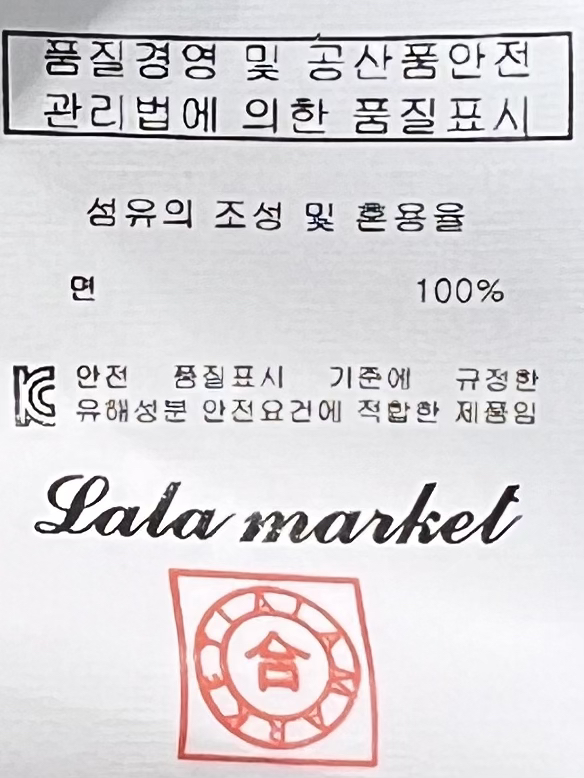 품질경영 및 공산품안전
관리법에 의한 품질표시
섬유의 조성 및 혼용율
면 100%
KC 안전 품질표시 기준에 규정한
유해성분 안전요건에 적합한 제품임
Lala market
合